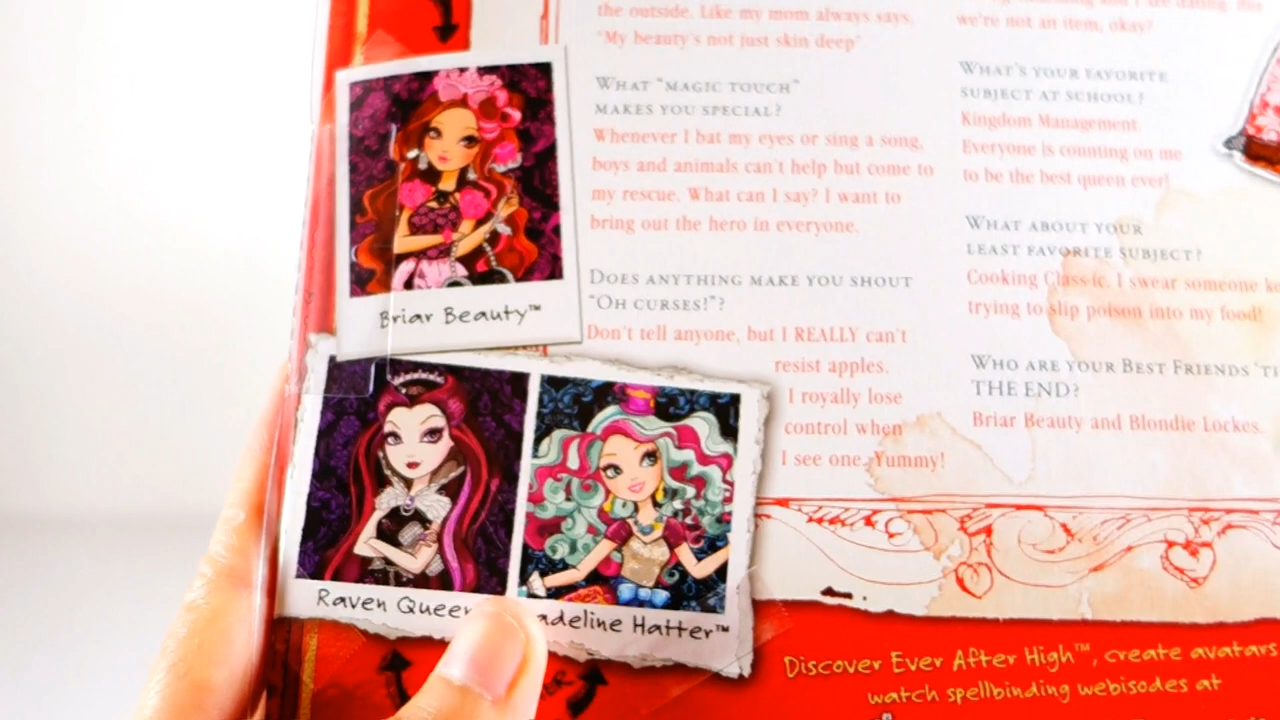 the outside. Like my mom always says,
"My beauty's not just skin deep"
WHAT "MAGIC TOUCH"
MAKES YOU SPECIAL?
Whenever I bat my eyes or sing a song,
boys and animals can't help but come to
my rescue. What can I say? I want to
bring out the hero in everyone.
DOES ANYTHING MAKE YOU SHOUT
"OH CURSES!"?
Don't tell anyone, but I REALLY can't
resist apples.
I royally lose
control when
I see one. Yummy!
we're not an item, okay?
WHAT'S YOUR FAVORITE
SUBJECT AT SCHOOL?
Kingdom Management.
Everyone is counting on me
to be the best queen ever!
WHAT ABOUT YOUR
LEAST FAVORITE SUBJECT?
Cooking Class-ic. I swear someone
trying to slip poison into my food!
WHO ARE YOUR BEST FRIENDS 'TI
THE END?
Briar Beauty and Blondie Lockes.
Briar Beauty™
Raven Queen
adeline Hatter™
Discover Ever After High™, create avatars
watch spellbinding webisodes at